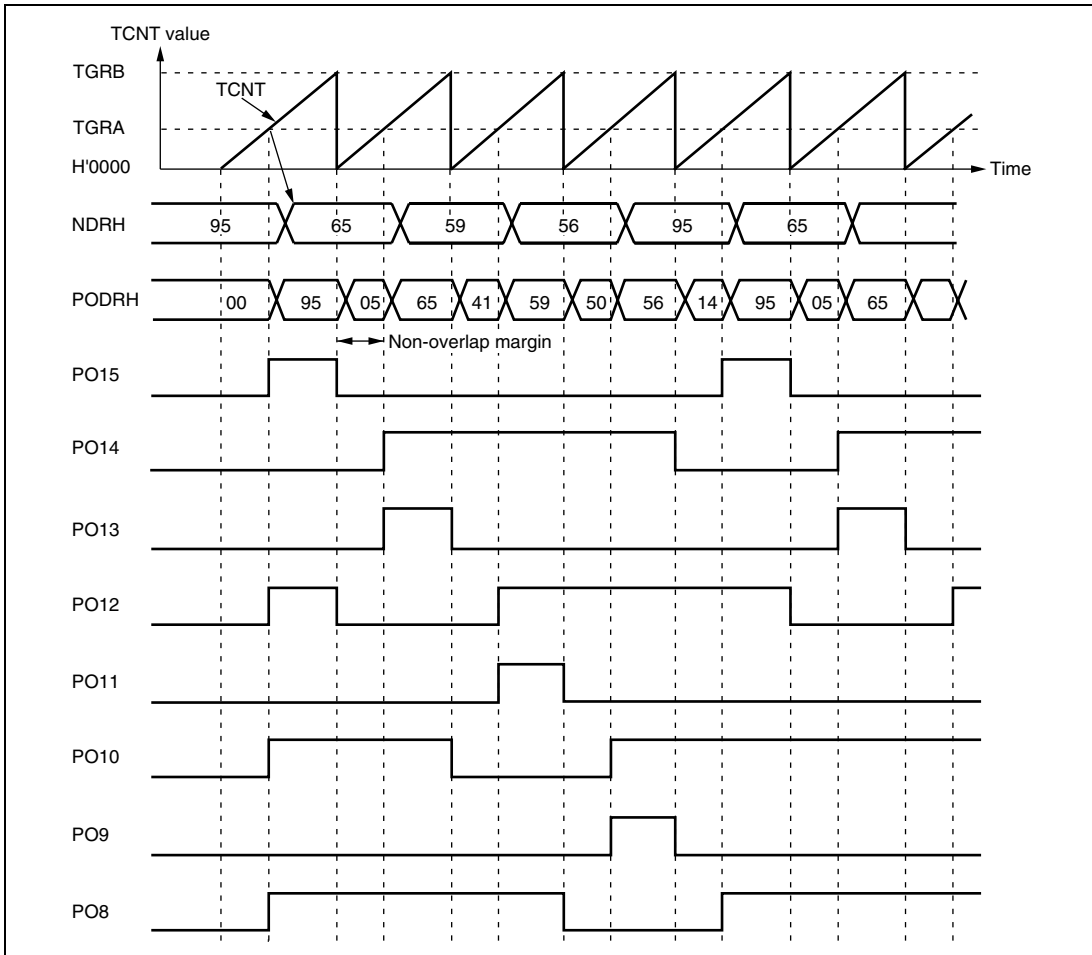 TCNT value
TGRB
TCNT
TGRA
H'0000
Time
NDRH 95 65 59 56 95 65
PODRH 00 95 05 65 41 59 50 56 14 95 05 65
Non-overlap margin
PO15
PO14
PO13
PO12
PO11
PO10
PO9
PO8